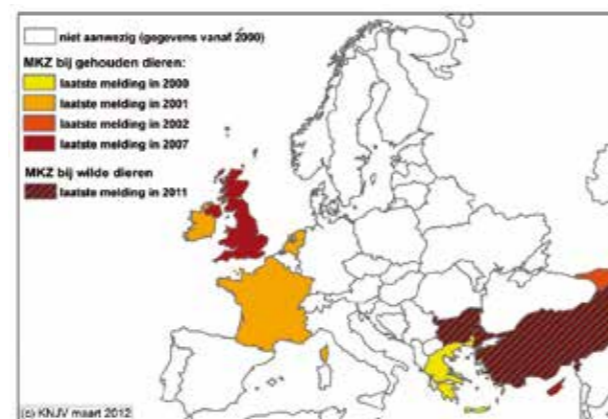 niet aanwezig (gegevens vanaf 2000)
MKZ bij gehouden dieren:
laatste melding in 2000
laatste melding in 2001
laatste melding in 2002
laatste melding in 2007
MKZ bij wilde dieren
laatste melding in 2011
(c) KNJV maart 2012